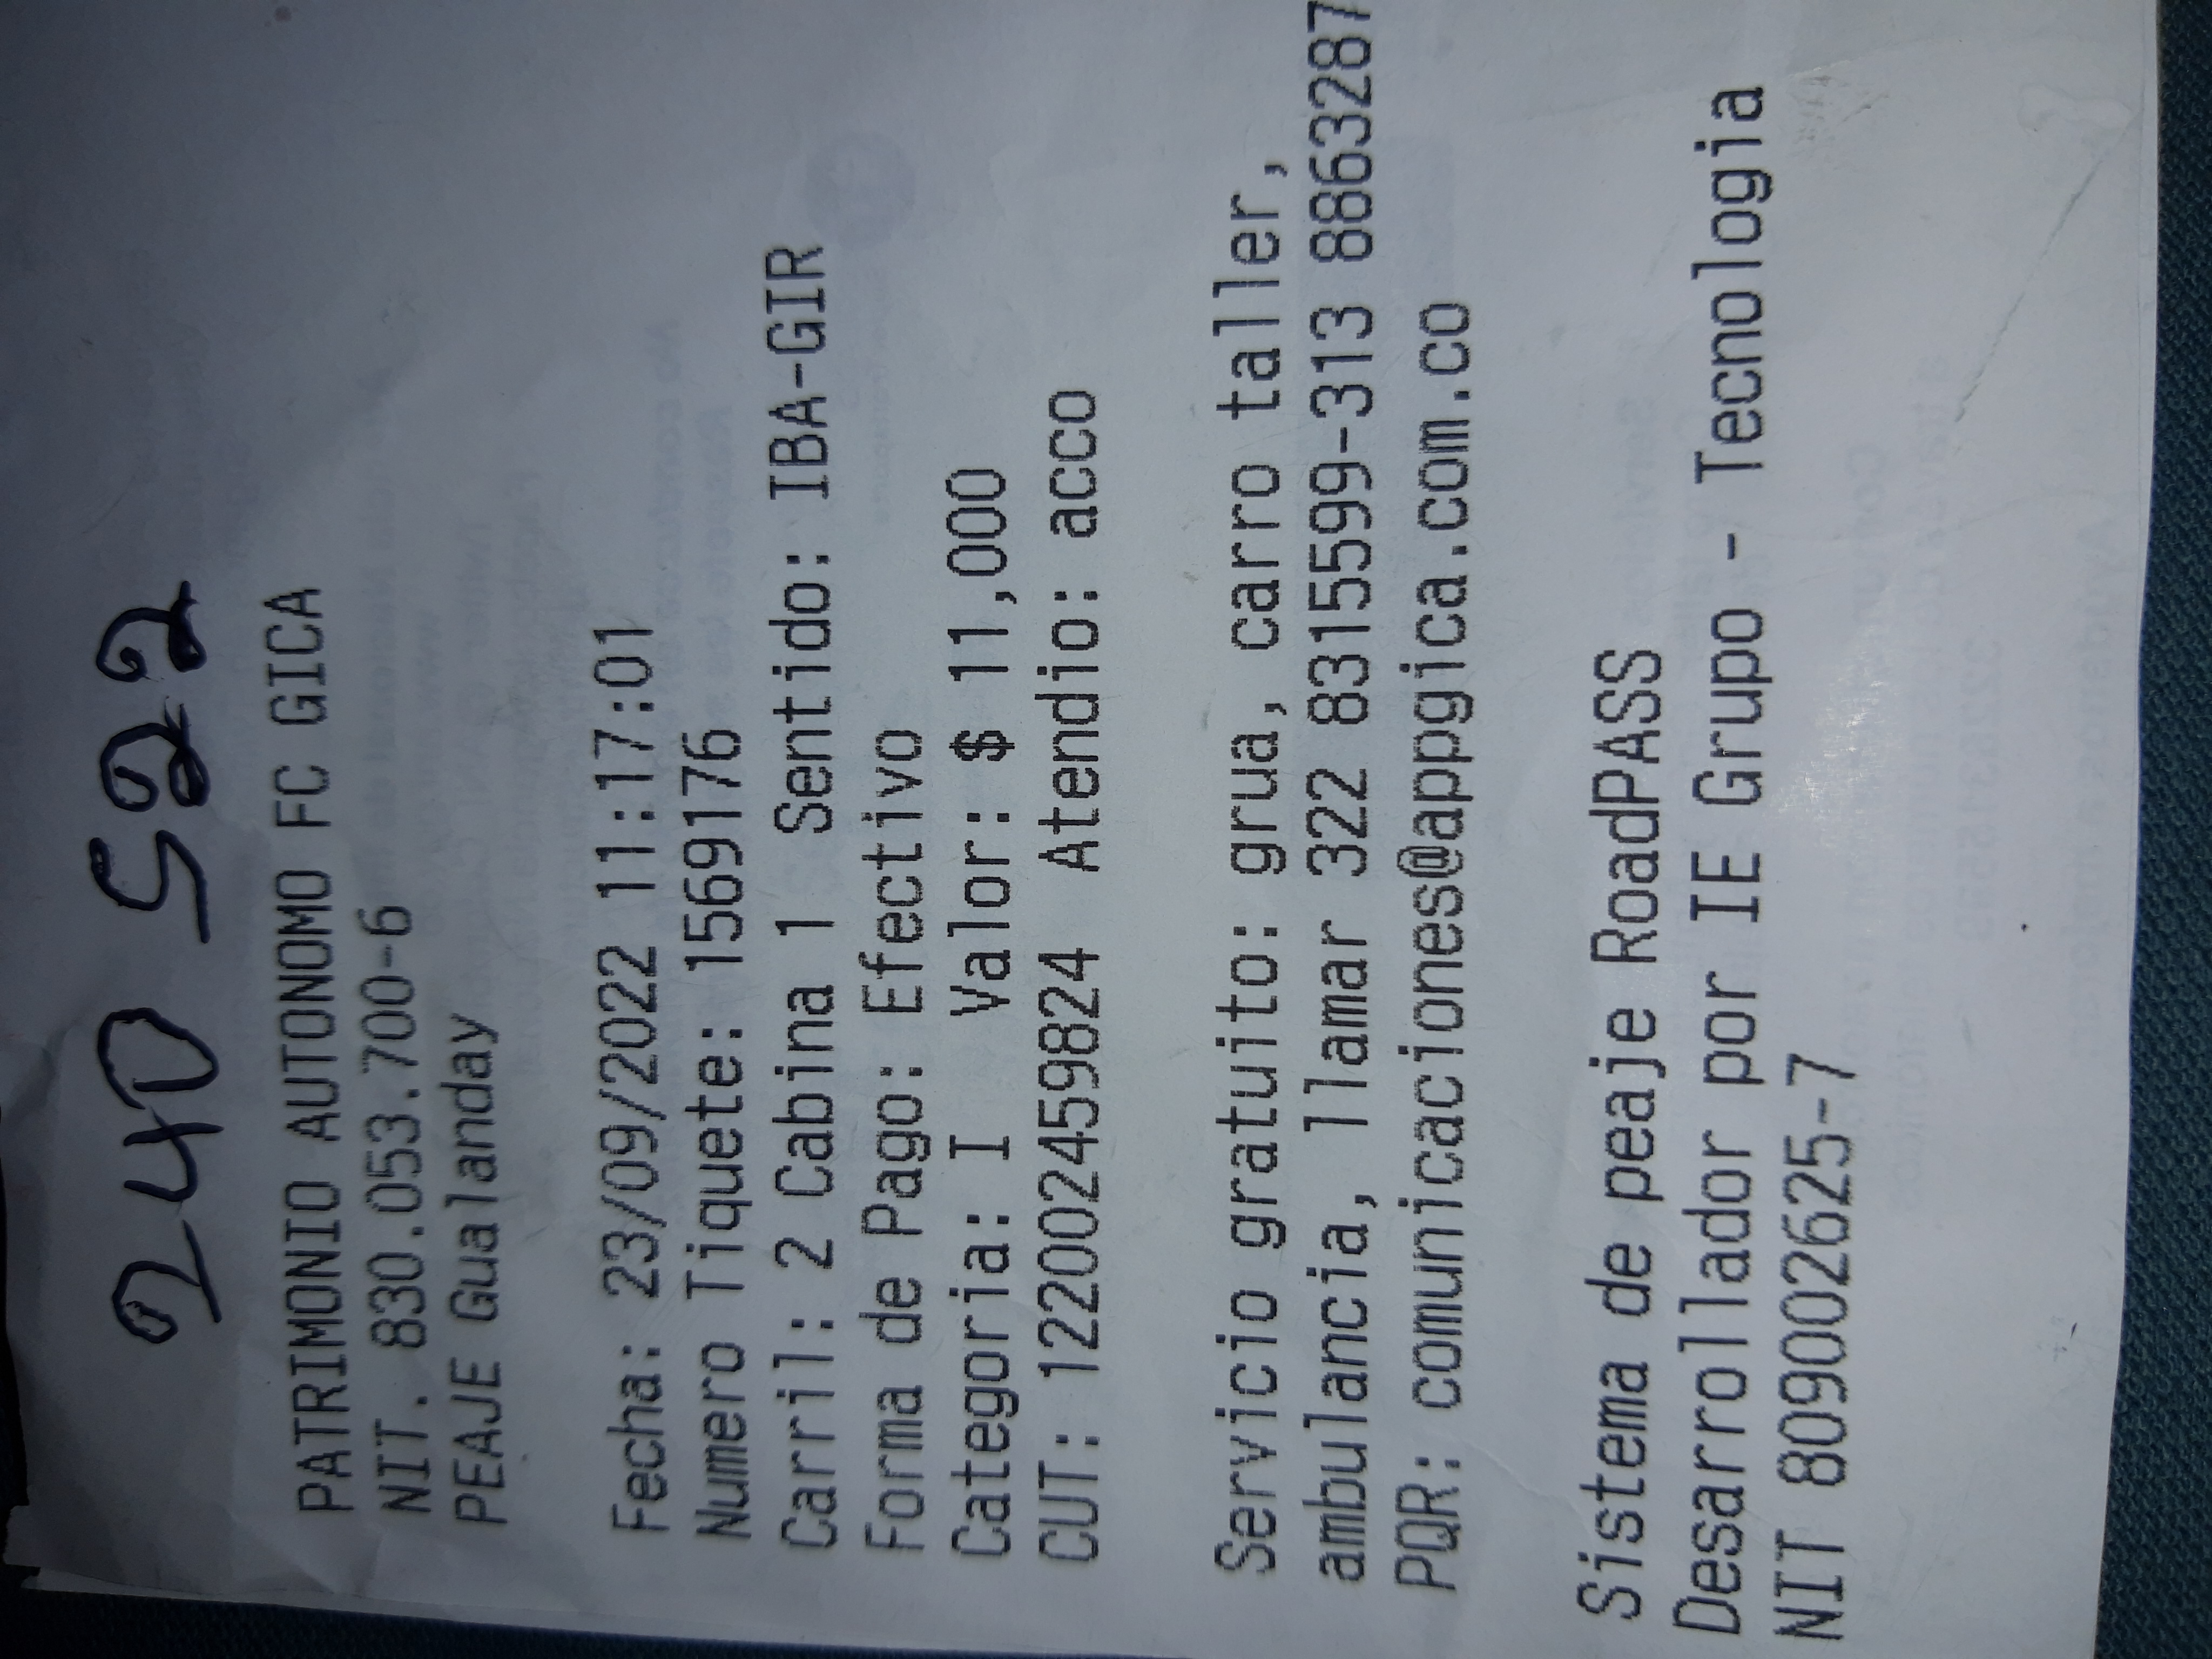 240 522
PATRIMONIO AUTONOMO FC GICA
NIT. 830.053.700-6
PEAJE Gualanday
Fecha: 23/09/2022 11:17:01
Numero Tiquete: 1569176
Carril: 2 Cabina 1 Sentido: IBA-GIR
Forma de Pago: Efectivo
Categoria: I Valor: $ 11,000
CUT: 12200245982​4 Atendio: acco
Servicio gratuito: grua, carro taller,
ambulancia, llamar 322 8315599-313 8863287
PQR: comunicaciones@appgica.com.co
Sistema de peaje RoadPASS
Desarrollador por IE Grupo - Tecnologia
NIT 809002625-7